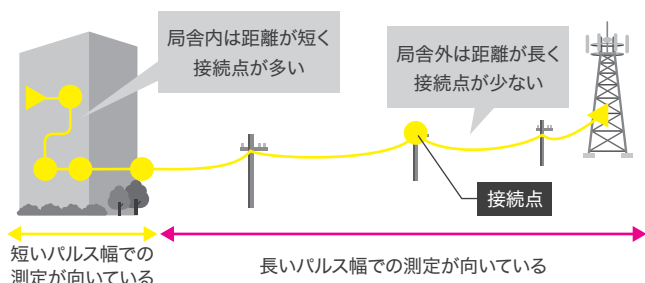 局舎内は距離が短く
接続点が多い
局舎外は距離が長く
接続点が少ない
接続点
短いパルス幅での
測定が向いている
長いパルス幅での測定が向いている